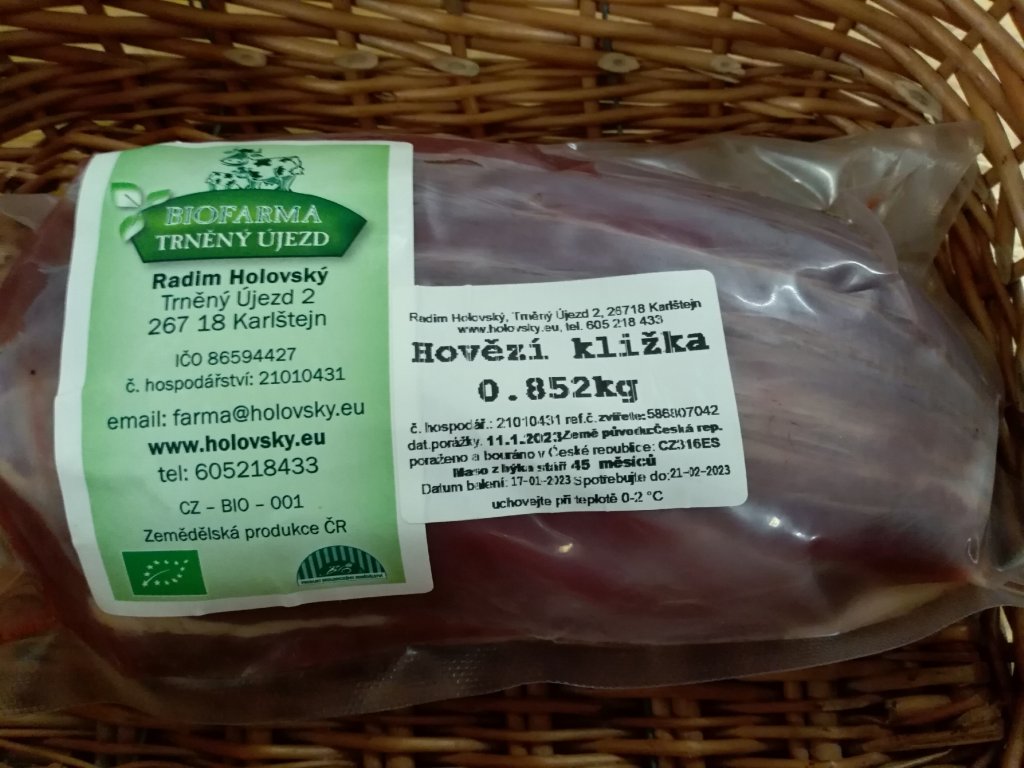 BIOFARMA
TRNĚNÝ ÚJEZD
Radim Holovský
Trněný Újezd 2
267 18 Karlštejn
IČO 86594427
č. hospodářství: 21010431
email: farma@holovsky.eu
www.holovsky.eu
tel: 605218433
CZ – BIO – 001
Zemědělská produkce ČR
BIO
PRODUKT EKOLOGICKÉHO ZEMĚDĚLSTVÍ
Radim Holovský, Trněný Újezd 2, 26718 Karlštejn
www.holovsky.eu, tel. 605 218 433
Hovězí kližka
0.852kg
č. hospodář.: 21010431 ref.č. zvířete: 586807042
dat.porážky: 11.1.2023 Země původu: Česká rep.
poraženo a bouráno v České republice: CZ316ES
Maso z býka stáří 45 měsíců
Datum balení: 17-01-2023 Spotřebujte do: 21-02-2023
uchovejte při teplotě 0-2 °C